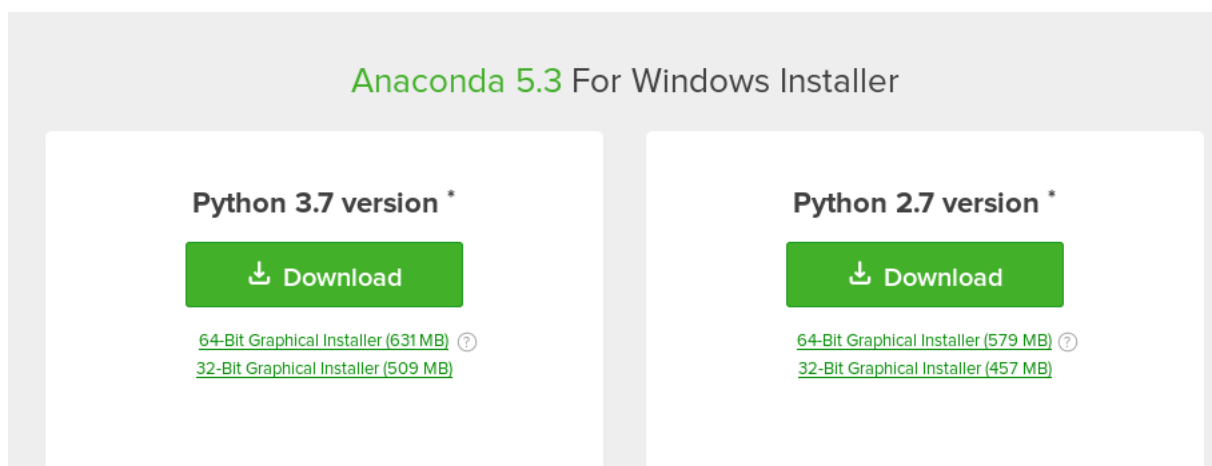 Anaconda 5.3 For Windows Installer
Python 3.7 version *
Download
64-Bit Graphical Installer (631 MB) ?
32-Bit Graphical Installer (509 MB)
Python 2.7 version *
Download
64-Bit Graphical Installer (579 MB) ?
32-Bit Graphical Installer (457 MB)